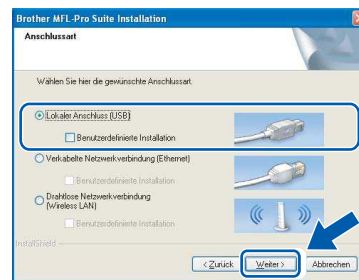 Brother MFL-Pro Suite Installation
Anschlussart
Wählen Sie hier die gewünschte Anschlussart.
Lokaler Anschluss (USB)
Benutzerdefinierte Installation
Verkabelte Netzwerkverbindung (Ethernet)
Benutzerdefinierte Installation
Drahtlose Netzwerkverbindung
(Wireless LAN)
Benutzerdefinierte Installation
InstallShield
< Zurück Weiter > Abbrechen